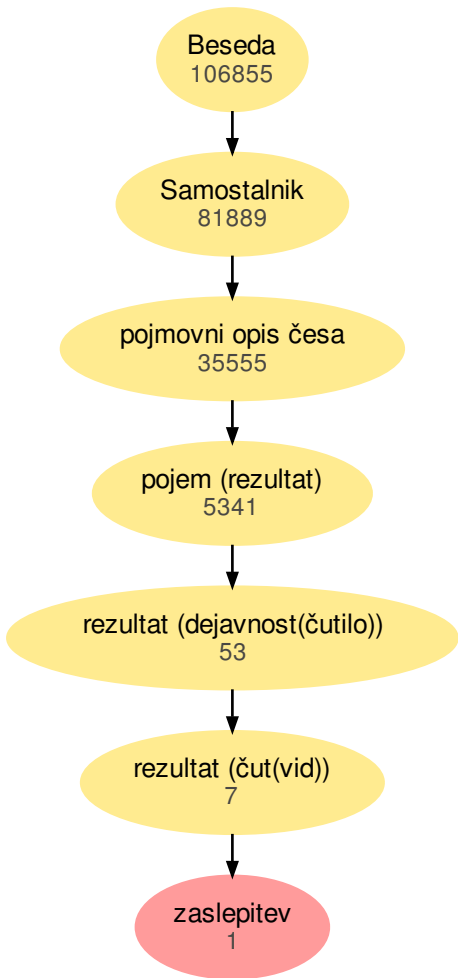 Beseda
106855
Samostalnik
81889
pojmovni opis česa
35555
pojem (rezultat)
5341
rezultat (dejavnost(čutilo))
53
rezultat (čut(vid))
7
zaslepitev
1